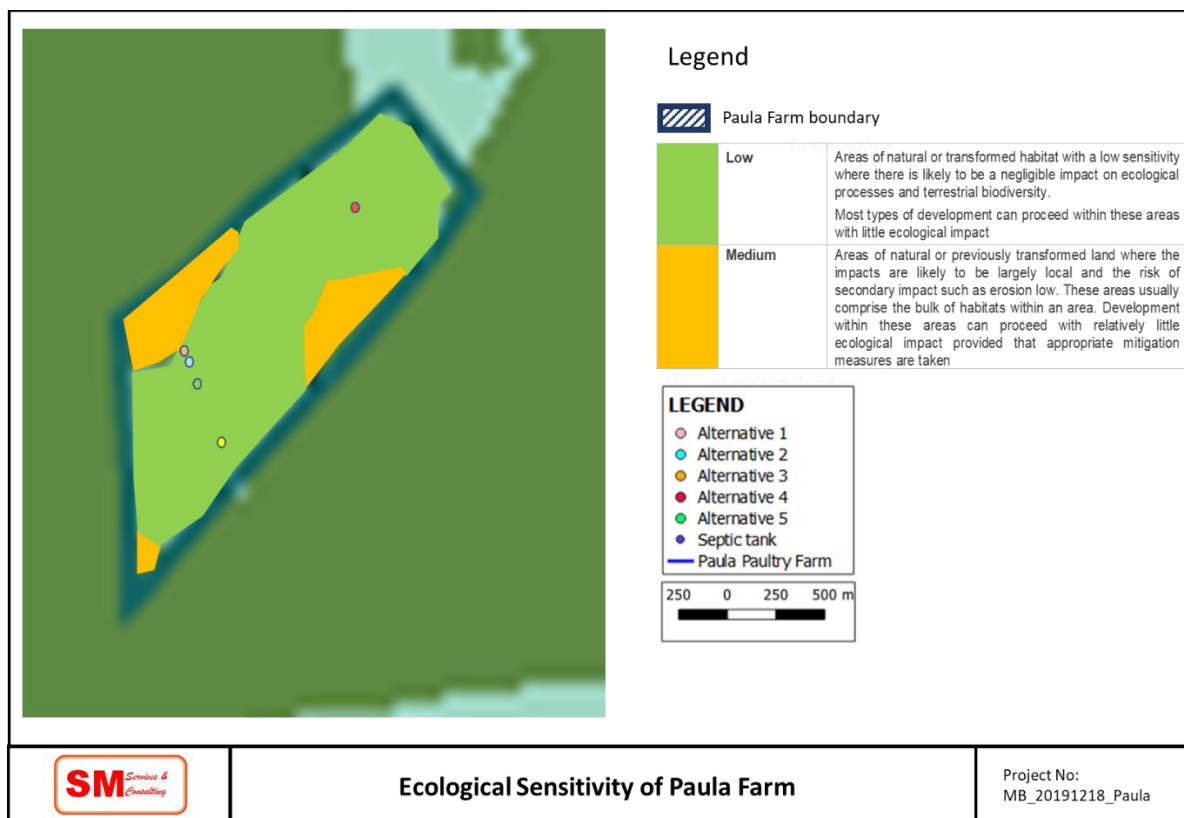 Legend
Paula Farm boundary
Low
Areas of natural or transformed habitat with a low sensitivity
where there is likely to be a negligible impact on ecological
processes and terrestrial biodiversity.
Most types of development can proceed within these areas
with little ecological impact
Medium
Areas of natural or previously transformed land where the
impacts are likely to be largely local and the risk of
secondary impact such as erosion low. These areas usually
comprise the bulk of habitats within an area. Development
within these areas can proceed with relatively little
ecological impact provided that appropriate mitigation
measures are taken
LEGEND
Alternative 1
Alternative 2
Alternative 3
Alternative 4
Alternative 5
Septic tank
Paula Paultry Farm
250 0 250 500 m
SM Services &
Consulting
Ecological Sensitivity of Paula Farm
Project No:
MB_20191218_Paula